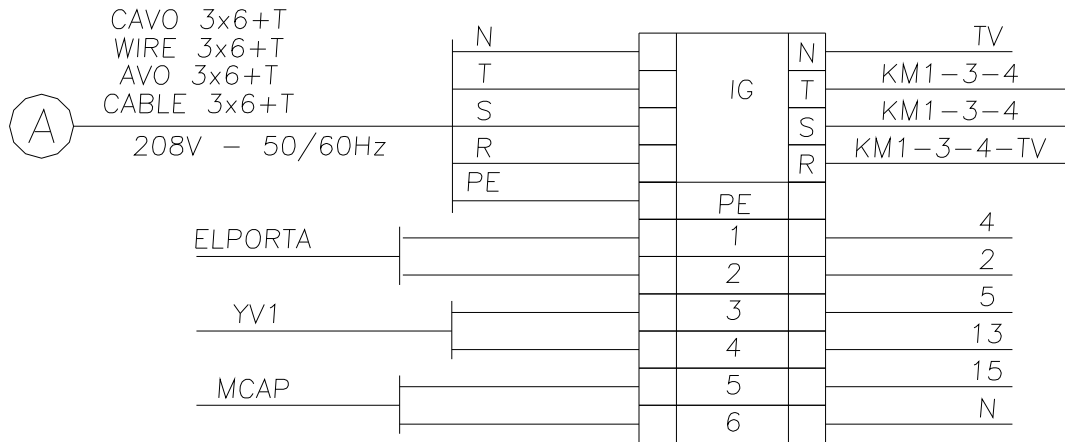 CAVO 3x6+T
WIRE 3x6+T
AVO 3x6+T
CABLE 3x6+T
A
208V - 50/60Hz
N
T
S
R
PE
IG
N
T
S
R
TV
KM1-3-4
KM1-3-4
KM1-3-4-TV
PE
ELPORTA
1
4
2
2
YV1
3
5
4
13
MCAP
5
15
6
N